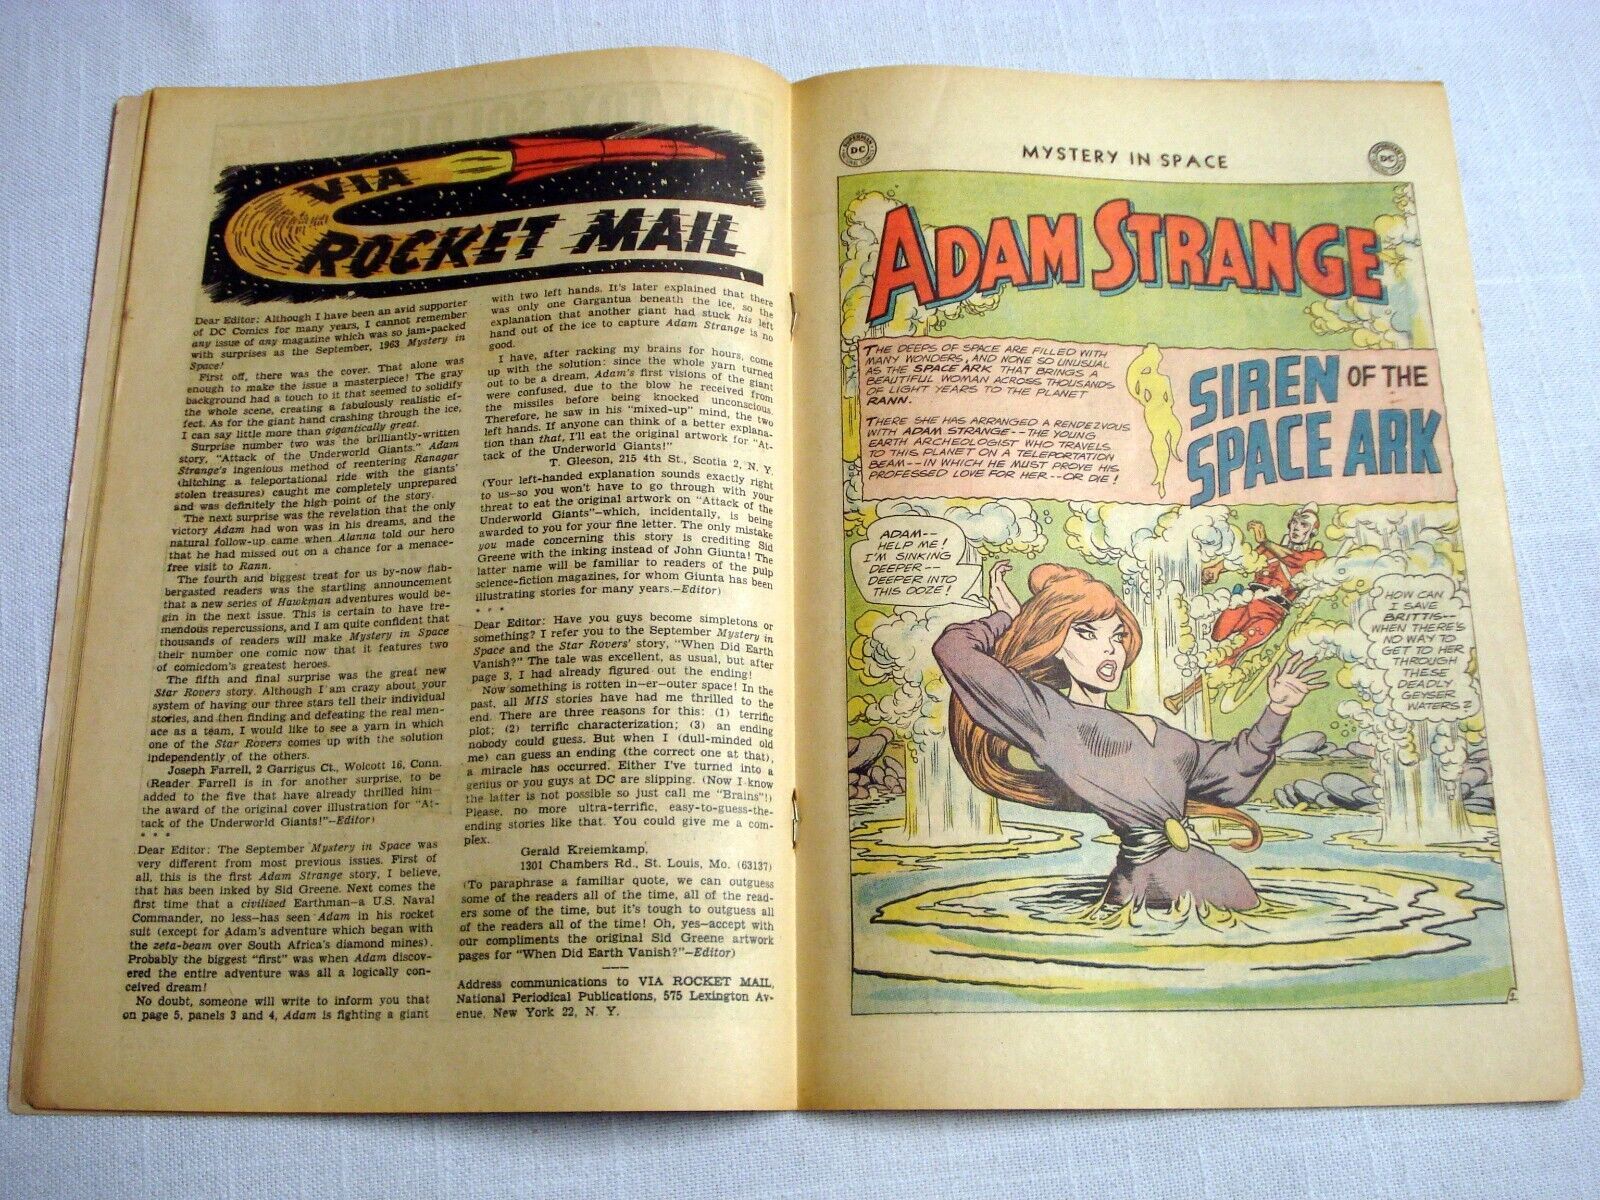 VIA
ROCKET MAIL
Dear Editor: Although I have been an avid supporter
of DC Comics for many years, I cannot remember
any issue of any magazine which was so jam-packed
with surprises as the September, 1963 Mystery in
Space!
First off, there was the cover. That alone was
enough to make the issue a masterpiece! The gray
background had a touch to it that seemed to solidify
the whole scene, creating a fabulously realistic ef-
fect. As for the giant hand crashing through the ice,
I can say little more than gigantically great.
Surprise number two was the brilliantly-written
story, "Attack of the Underworld Giants." Adam
Strange's ingenious method of reentering Ranagar
(hitching a teleportational ride with the giants'
stolen treasures) caught me completely unprepared
and was definitely the high point of the story.
The next surprise was the revelation that the only
victory Adam had won was in his dreams, and the
natural follow-up came when Alanna told our hero
that he had missed out on a chance for a menace-
free visit to Rann.
The fourth and biggest treat for us by-now flab-
bergasted readers was the startling announcement
that a new series of Hawkman adventures would be-
gin in the next issue. This is certain to have tre-
mendous repercussions, and I am quite confident that
thousands of readers will make Mystery in Space
their number one comic now that it features two
of comicdom's greatest heroes.
The fifth and final surprise was the great new
Star Rovers story. Although I am crazy about your
system of having our three stars tell their individual
stories, and then finding and defeating the real men-
ace as a team, I would like to see a yarn in which
one of the Star Rovers comes up with the solution
independently of the others.
Joseph Farrell, 2 Garrigus Ct., Wolcott 16, Conn.
(Reader Farrell is in for another surprise, to be
added to the five that have already thrilled him—
the award of the original cover illustration for "At-
tack of the Underworld Giants!"—Editor)
* * *
Dear Editor: The September Mystery in Space was
very different from most previous issues. First of
all, this is the first Adam Strange story, I believe,
that has been inked by Sid Greene. Next comes the
first time that a civilized Earthman—a U.S. Naval
Commander, no less—has seen Adam in his rocket
suit (except for Adam's adventure which began with
the zeta-beam over South Africa's diamond mines).
Probably the biggest "first" was when Adam discov-
ered the entire adventure was all a logically con-
ceived dream!
No doubt, someone will write to inform you that
on page 5, panels 3 and 4, Adam is fighting a giant
with two left hands. It's later explained that there
was only one Gargantua beneath the ice, so the
explanation that another giant had stuck his left
hand out of the ice to capture Adam Strange is no
good.
I have, after racking my brains for hours, come
up with the solution: since the whole yarn turned
out to be a dream, Adam's first visions of the giant
were confused, due to the blow he received from
the missiles before being knocked unconscious.
Therefore, he saw in his "mixed-up" mind, the two
left hands. If anyone can think of a better explana-
tion than that, I'll eat the original artwork for "At-
tack of the Underworld Giants!"
T. Gleeson, 215 4th St., Scotia 2, N. Y.
(Your left-handed explanation sounds exactly right
to us—so you won't have to go through with your
threat to eat the original artwork on "Attack of the
Underworld Giants"—which, incidentally, is being
awarded to you for your fine letter. The only mistake
you made concerning this story is crediting Sid
Greene with the inking instead of John Giunta! The
latter name will be familiar to readers of the pulp
science-fiction magazines, for whom Giunta has been
illustrating stories for many years.—Editor)
* * *
Dear Editor: Have you guys become simpletons or
something? I refer you to the September Mystery in
Space and the Star Rovers' story, "When Did Earth
Vanish?" The tale was excellent, as usual, but after
page 3, I had already figured out the ending!
Now something is rotten in—er—outer space! In the
past, all MIS stories have had me thrilled to the
end. There are three reasons for this: (1) terrific
plot; (2) terrific characterization; (3) an ending
nobody could guess. But when I (dull-minded old
me) can guess an ending (the correct one at that),
a miracle has occurred. Either I've turned into a
genius or you guys at DC are slipping. (Now I know
the latter is not possible so just call me "Brains"!)
Please, no more ultra-terrific, easy-to-guess-the-
ending stories like that. You could give me a com-
plex.
Gerald Kreiemkamp,
1301 Chambers Rd., St. Louis, Mo. (63137)
(To paraphrase a familiar quote, we can outguess
some of the readers all of the time, all of the read-
ers some of the time, but it's tough to outguess all
of the readers all of the time! Oh, yes—accept with
our compliments the original Sid Greene artwork
pages for "When Did Earth Vanish?"—Editor)
Address communications to VIA ROCKET MAIL,
National Periodical Publications, 575 Lexington Av-
enue, New York 22, N. Y.
SUPERMAN
DC
NATIONAL COMICS
MYSTERY IN SPACE
DC
ADAM STRANGE
THE DEEPS OF SPACE ARE FILLED WITH
MANY WONDERS, AND NONE SO UNUSUAL
AS THE SPACE ARK THAT BRINGS A
BEAUTIFUL WOMAN ACROSS THOUSANDS
OF LIGHT YEARS TO THE PLANET
RANN.
THERE SHE HAS ARRANGED A RENDEZVOUS
WITH ADAM STRANGE--THE YOUNG
EARTH ARCHEOLOGIST WHO TRAVELS
TO THIS PLANET ON A TELEPORTATION
BEAM--IN WHICH HE MUST PROVE HIS
PROFESSED LOVE FOR HER--OR DIE!
SIREN OF THE
SPACE ARK
ADAM--
HELP ME!
I'M SINKING
DEEPER--
DEEPER INTO
THIS OOZE!
HOW CAN
I SAVE
BRITTIS--
WHEN THERE'S
NO WAY TO
GET TO HER
THROUGH
THESE
DEADLY
GEYSER
WATERS?
1